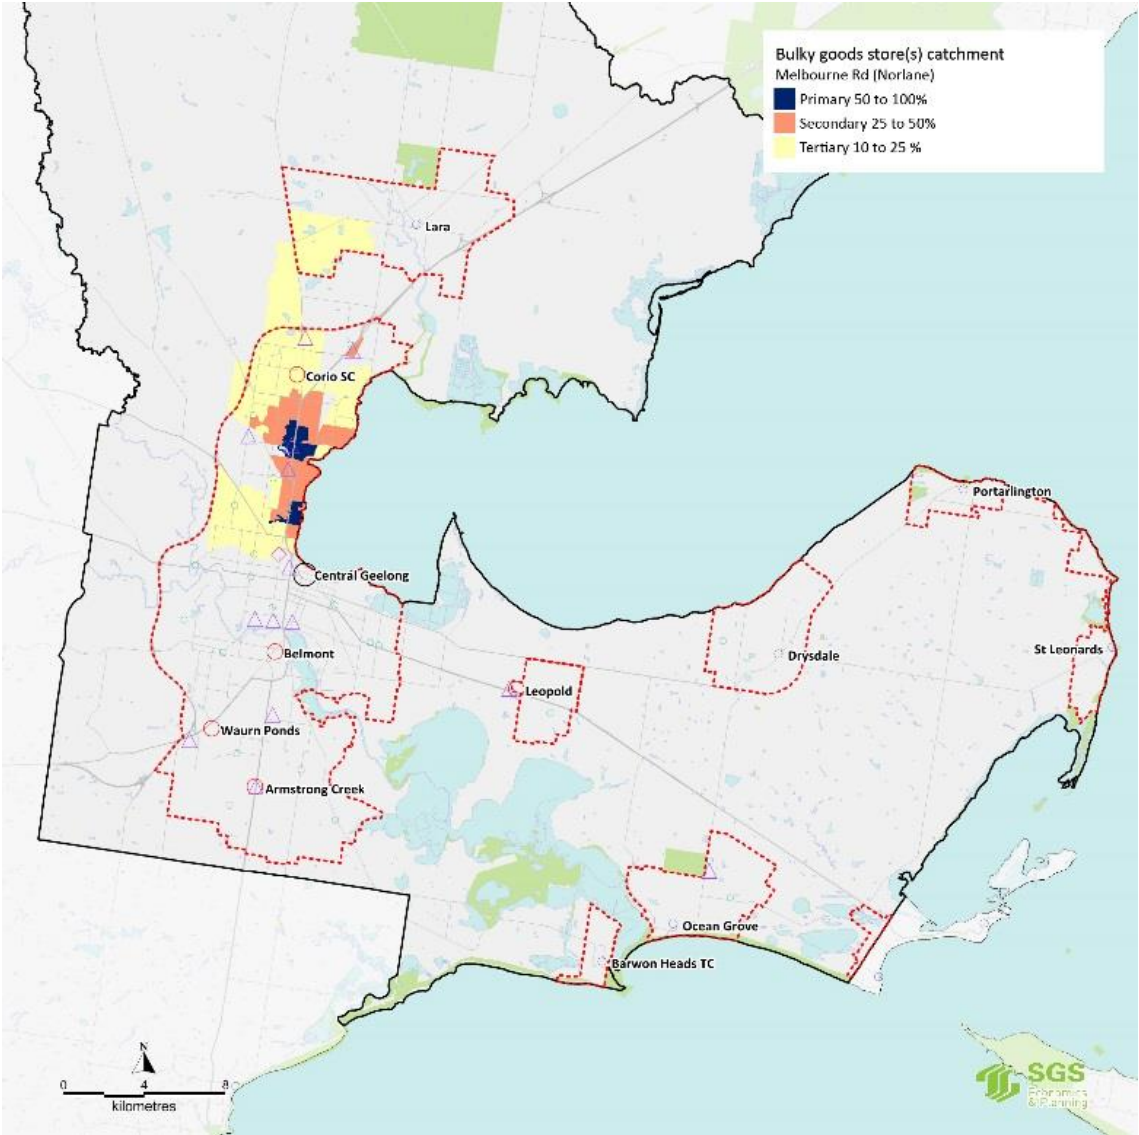 Bulky goods store(s) catchment
Melbourne Rd (Norlane)
Primary 50 to 100%
Secondary 25 to 50%
Tertiary 10 to 25 %
Lara
Corio SC
Portarlington
Central Geelong
St Leonards
Drysdale
Belmont
Leopold
Waurn Ponds
Armstrong Creek
Ocean Grove
Barwon Heads TC
N
0 4 8
kilometres
SGS
Economics
& Planning